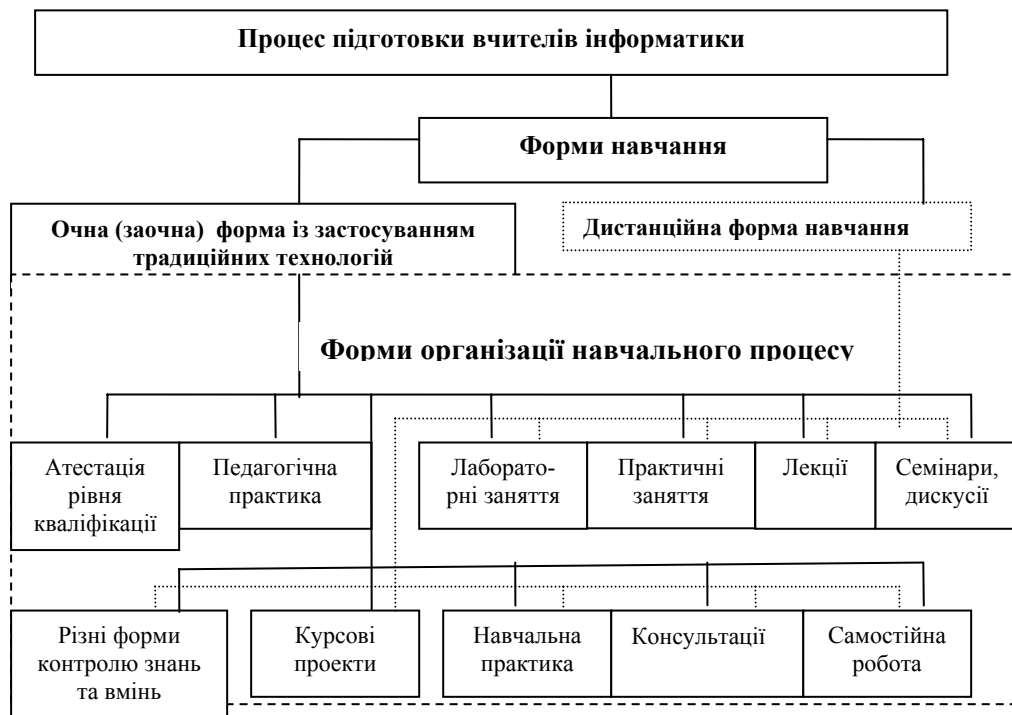 Процес підготовки вчителів інформатики
Форми навчання
Очна (заочна) форма із застосуванням
традиційних технологій
Дистанційна форма навчання
Форми організації навчального процесу
Атестація
рівня
кваліфікації
Педагогічна
практика
Лаборато-
рні заняття
Практичні
заняття
Лекції
Семінари,
дискусії
Різні форми
контролю знань
та вмінь
Курсові
проекти
Навчальна
практика
Консультації
Самостійна
робота